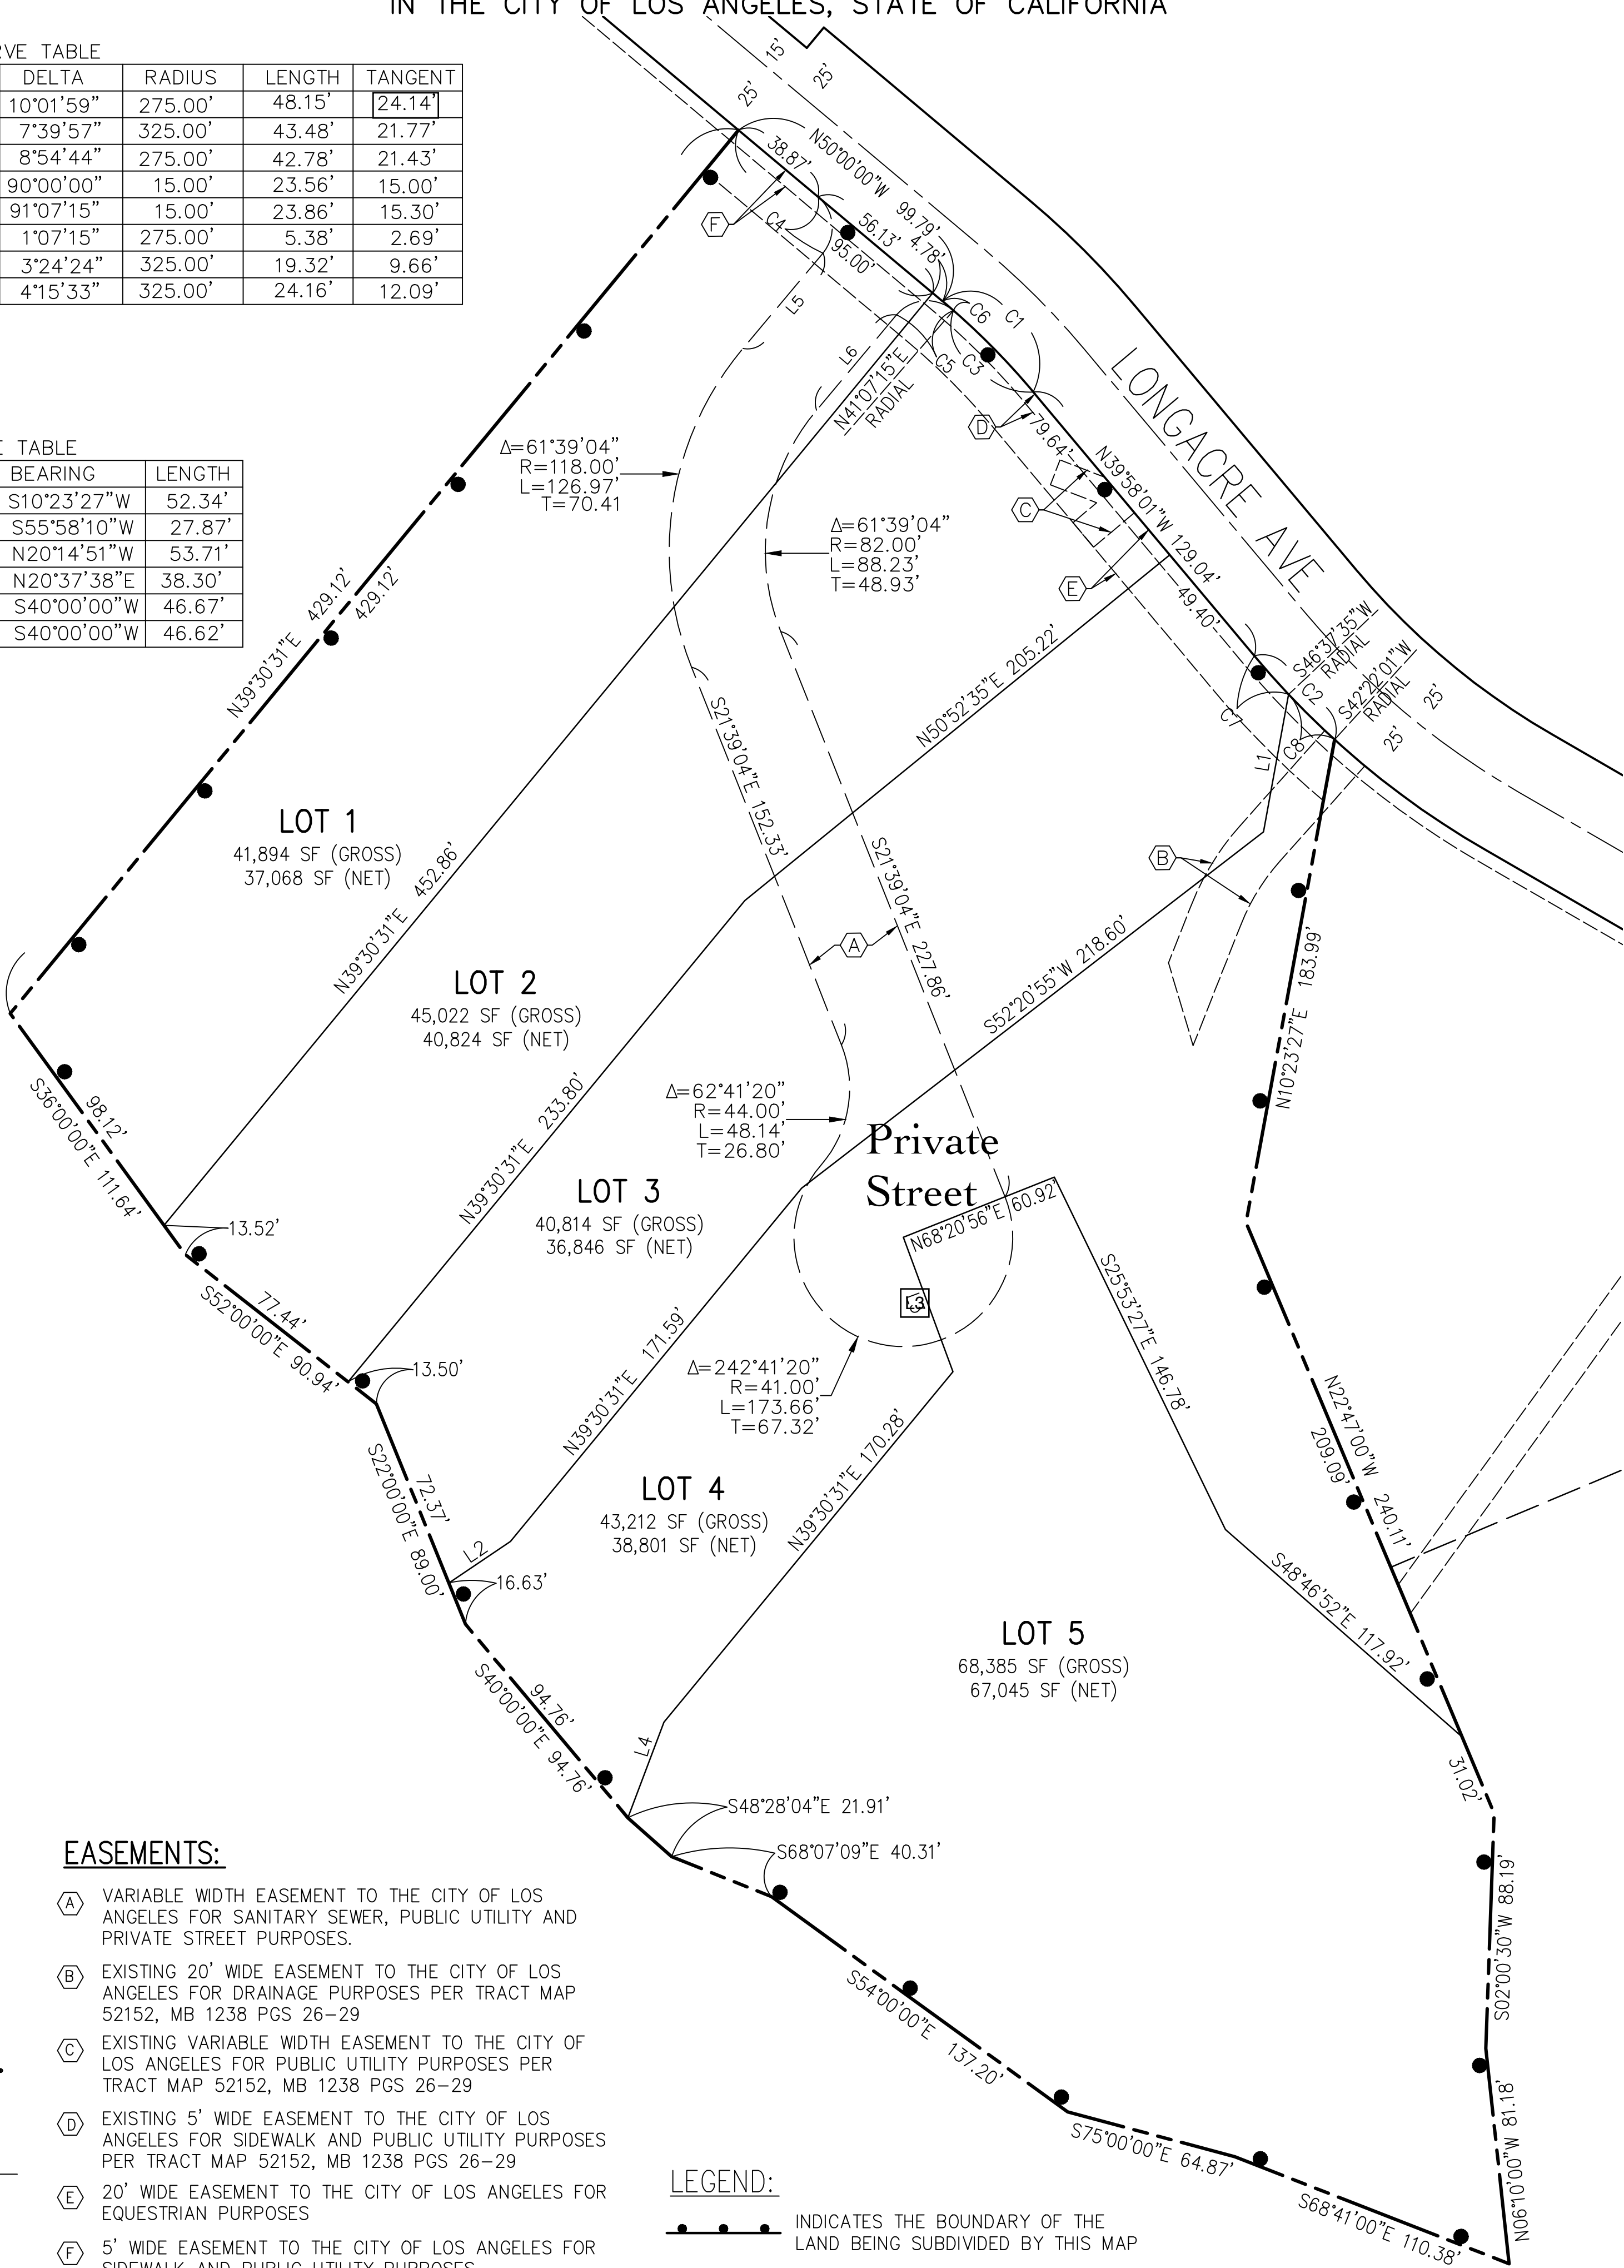 IN THE CITY OF LOS ANGELES, STATE OF CALIFORNIA
TABLE
DELTA RADIUS LENGTH TANGENT
10°01'59" 275.00' 48.15' 24.14'
7°39'57" 325.00' 43.48' 21.77'
8°54'44" 275.00' 42.78' 21.43'
90°00'00" 15.00' 23.56' 15.00'
91°07'15" 15.00' 23.86' 15.30'
1°07'15" 275.00' 5.38' 2.69'
3°24'24" 325.00' 19.32' 9.66'
4°15'33" 325.00' 24.16' 12.09'
TABLE
BEARING LENGTH
S10°23'27"W 52.34'
S55°58'10"W 27.87'
N20°14'51"W 53.71'
N20°37'38"E 38.30'
S40°00'00"W 46.67'
S40°00'00"W 46.62'
15'
25'
25'
N50°00'00"W 99.79'
38.87'
F
C4
56.13'
4.78'
95.00'
L5
L6
C6
C1
C5
C3
N41°07'15"E
RADIAL
D
79.64'
LONGACRE AVE
C
N39°58'01"W 129.04'
E
49.40'
S46°37'35"W
RADIAL
C2
S42°22'01"W
RADIAL
25'
25'
C7
C8
L1
Δ=61°39'04"
R=118.00'
L=126.97'
T=70.41
Δ=61°39'04"
R=82.00'
L=88.23'
T=48.93'
N39°30'31"E 429.12'
429.12'
N50°52'35"E 205.22'
S21°39'04"E 152.33'
S21°39'04"E 227.86'
LOT 1
41,894 SF (GROSS)
37,068 SF (NET)
N39°30'31"E 452.86'
B
A
LOT 2
45,022 SF (GROSS)
40,824 SF (NET)
S52°20'55"W 218.60'
N10°23'27"E 183.99'
S36°00'00"E 111.64'
98.12'
Δ=62°41'20"
R=44.00'
L=48.14'
T=26.80'
Private
Street
N39°30'31"E 233.80'
LOT 3
40,814 SF (GROSS)
36,846 SF (NET)
13.52'
N68°20'56"E 60.92'
L3
S25°53'27"E 146.78'
S52°00'00"E 90.94'
77.44'
13.50'
N39°30'31"E 171.59'
Δ=242°41'20"
R=41.00'
L=173.66'
T=67.32'
N22°47'00"W 240.11'
209.09'
S22°00'00"E 89.00'
72.37'
LOT 4
43,212 SF (GROSS)
38,801 SF (NET)
N39°30'31"E 170.28'
L2
16.63'
S48°46'52"E 117.92'
LOT 5
68,385 SF (GROSS)
67,045 SF (NET)
S40°00'00"E 94.76'
94.76'
L4
31.02'
S48°28'04"E 21.91'
S68°07'09"E 40.31'
S02°00'30"W 88.19'
S54°00'00"E 137.20'
S75°00'00"E 64.87'
S68°41'00"E 110.38'
N06°10'00"W 81.18'
EASEMENTS:
A VARIABLE WIDTH EASEMENT TO THE CITY OF LOS
ANGELES FOR SANITARY SEWER, PUBLIC UTILITY AND
PRIVATE STREET PURPOSES.
B EXISTING 20' WIDE EASEMENT TO THE CITY OF LOS
ANGELES FOR DRAINAGE PURPOSES PER TRACT MAP
52152, MB 1238 PGS 26-29
C EXISTING VARIABLE WIDTH EASEMENT TO THE CITY OF
LOS ANGELES FOR PUBLIC UTILITY PURPOSES PER
TRACT MAP 52152, MB 1238 PGS 26-29
D EXISTING 5' WIDE EASEMENT TO THE CITY OF LOS
ANGELES FOR SIDEWALK AND PUBLIC UTILITY PURPOSES
PER TRACT MAP 52152, MB 1238 PGS 26-29
E 20' WIDE EASEMENT TO THE CITY OF LOS ANGELES FOR
EQUESTRIAN PURPOSES
F 5' WIDE EASEMENT TO THE CITY OF LOS ANGELES FOR
SIDEWALK AND PUBLIC UTILITY PURPOSES
LEGEND:
INDICATES THE BOUNDARY OF THE
LAND BEING SUBDIVIDED BY THIS MAP